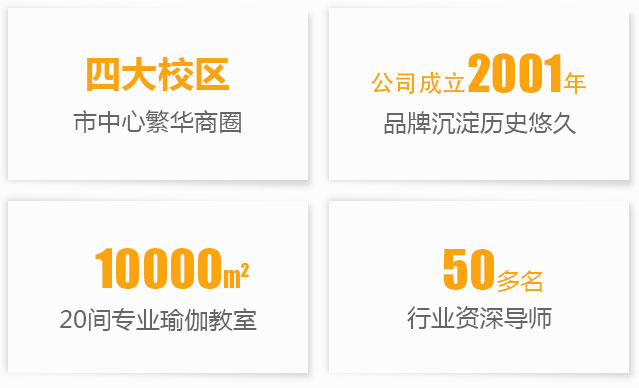 四大校区
市中心繁华商圈
公司成立2001年
品牌沉淀历史悠久
10000m²
20间专业瑜伽教室
50多名
行业资深导师